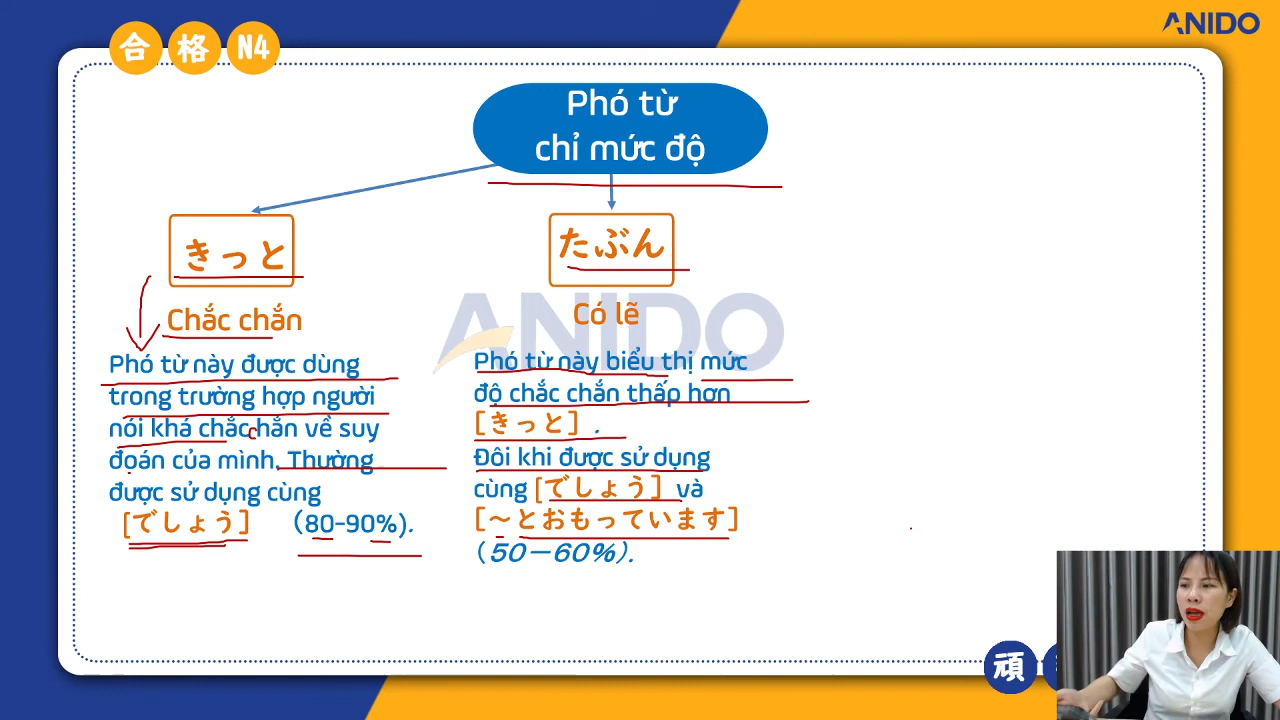 合格N4
ANIDO
Phó từ
chỉ mức độ
きっと
Chắc chắn
Phó từ này được dùng
trong trường hợp người
nói khá chắc chắn về suy
đoán của mình. Thường
được sử dụng cùng
[でしょう] (80-90%).
たぶん
Có lẽ
Phó từ này biểu thị mức
độ chắc chắn thấp hơn
[きっと] .
Đôi khi được sử dụng
cùng [でしょう] và
[～とおもっています]
(50－60%).
ANIDO
頑